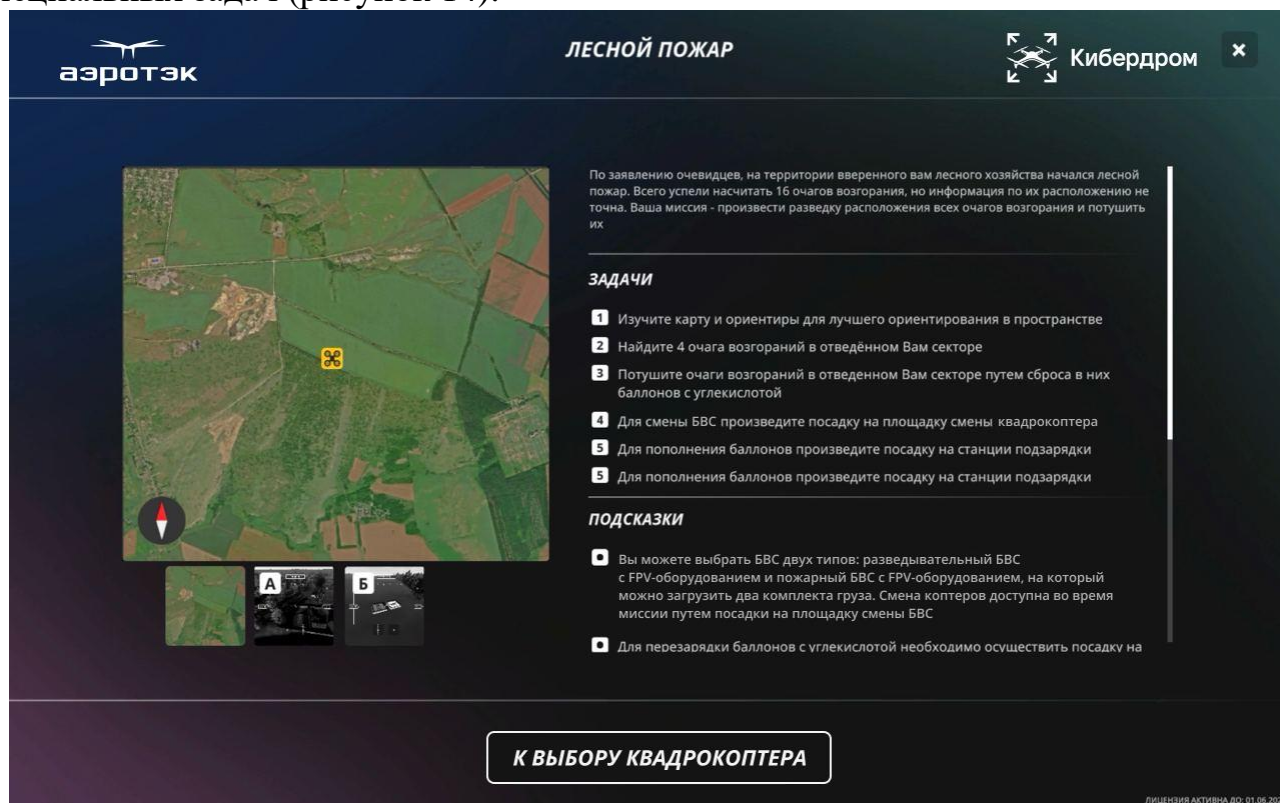 (рисунок 14).
аэротэк
ЛЕСНОЙ ПОЖАР
Кибердром
По заявлению очевидцев, на территории вверенного вам лесного хозяйства начался лесной
пожар. Всего успели насчитать 16 очагов возгорания, но информация по их расположению не
точна. Ваша миссия - произвести разведку расположения всех очагов возгорания и потушить
их
ЗАДАЧИ
1 Изучите карту и ориентиры для лучшего ориентирования в пространстве
2 Найдите 4 очага возгораний в отведённом Вам секторе
3 Потушите очаги возгораний в отведенном Вам секторе путем сброса в них
баллонов с углекислотой
4 Для смены БВС произведите посадку на площадку смены квадрокоптера
5 Для пополнения баллонов произведите посадку на станции подзарядки
5 Для пополнения баллонов произведите посадку на станции подзарядки
ПОДСКАЗКИ
Вы можете выбрать БВС двух типов: разведывательный БВС
с FPV-оборудованием и пожарный БВС с FPV-оборудованием, на который
можно загрузить два комплекта груза. Смена коптеров доступна во время
миссии путем посадки на площадку смены БВС
Для перезарядки баллонов с углекислотой необходимо осуществить посадку на
А
Б
К ВЫБОРУ КВАДРОКОПТЕРА
ЛИЦЕНЗИЯ АКТИВНА ДО: 01.06.20